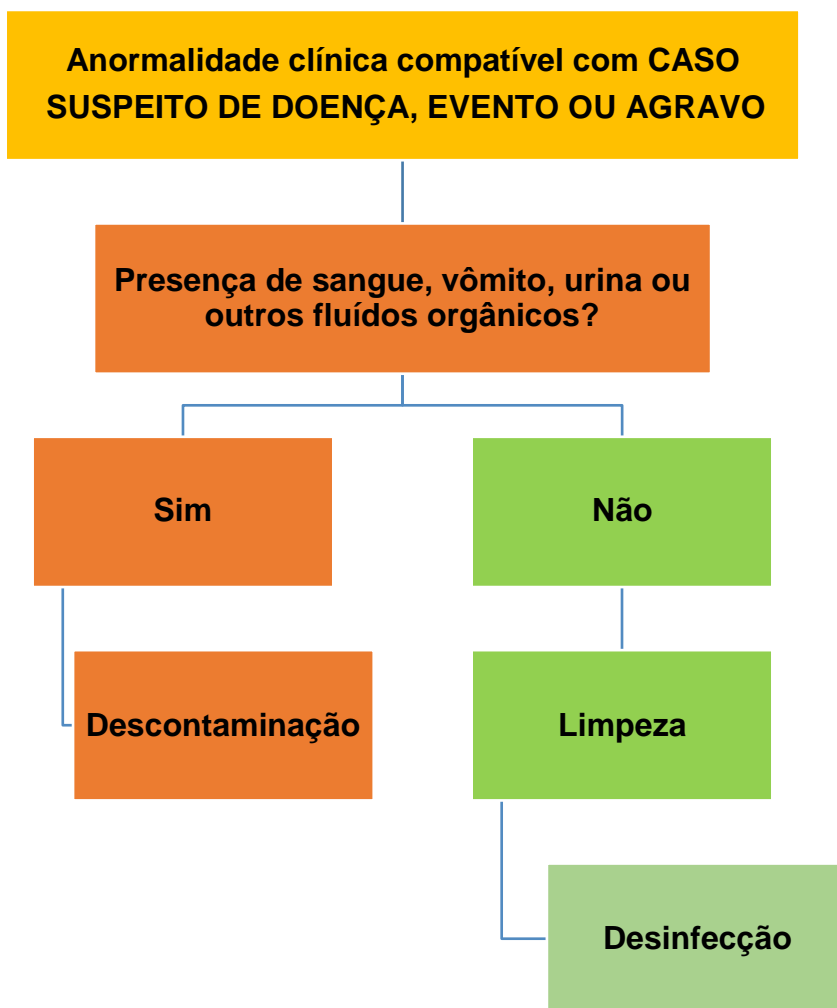 Anormalidade clínica compatível com CASO
SUSPEITO DE DOENÇA, EVENTO OU AGRAVO
Presença de sangue, vômito, urina ou
outros fluídos orgânicos?
Sim
Não
Descontaminação
Limpeza
Desinfecção